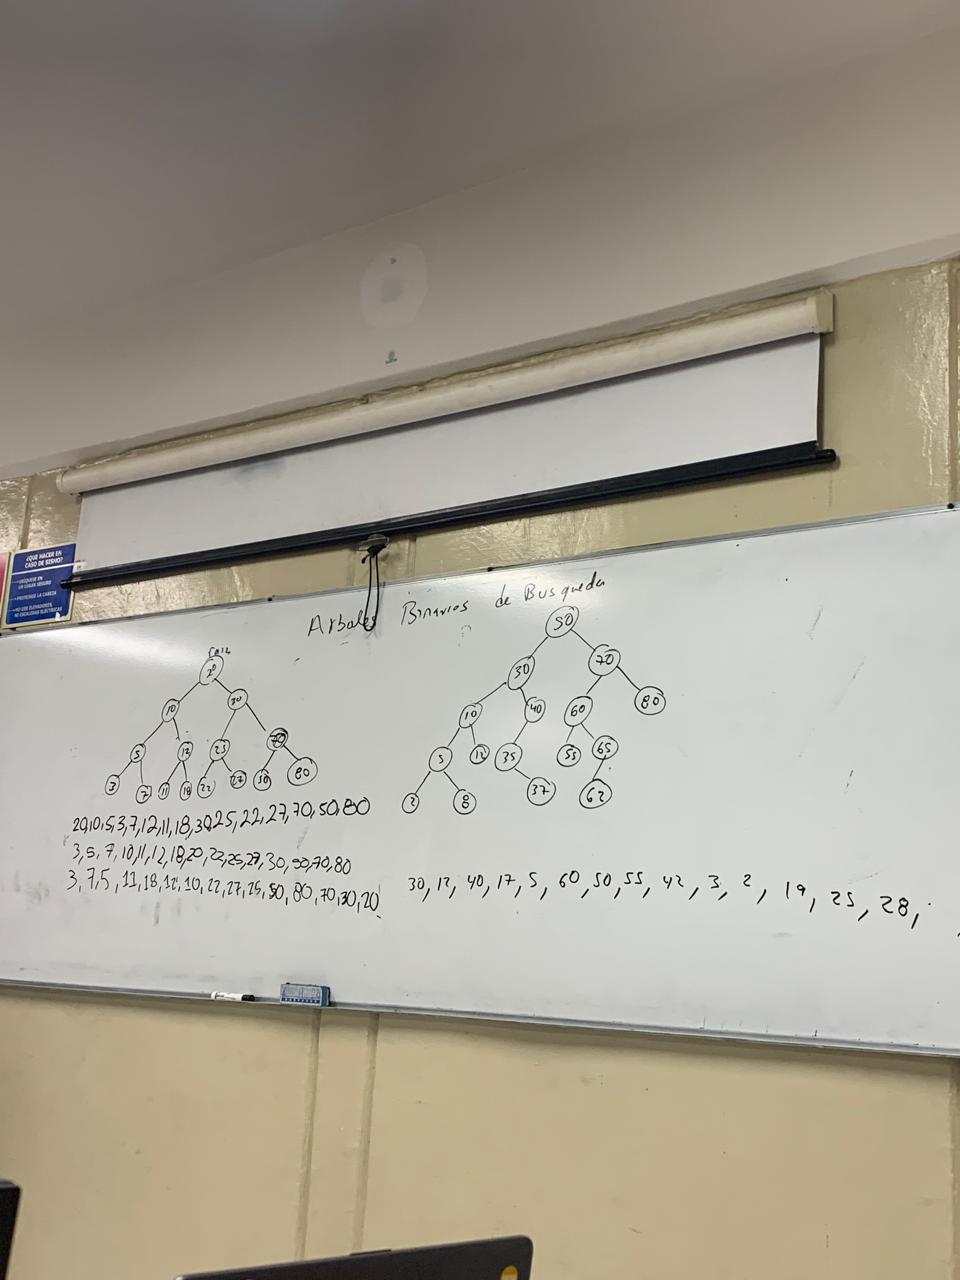 ¿QUÉ HACER EN
CASO DE SISMO?
UBÍQUESE EN
UN LUGAR SEGURO
PROTEJASE LA CABEZA
NO USE ELEVADORES,
NI ESCALERAS ELÉCTRICAS
Arboles Binarios de Busqueda
20
10 30
5 12 25 70
3 7 11 18 22 27 50 80
50
30 70
10 40 60 80
5 12 35 55 65
2 8 37 62
20,10,5,3,7,12,11,18,30,25,22,27,70,50,80
3,5,7,10,11,12,18,20,22,25,27,30,50,70,80
3,7,5,11,18,12,10,22,27,25,50,80,70,30,20
30, 12, 40, 17, 5, 60, 50, 55, 42, 3, 2, 19, 25, 28,